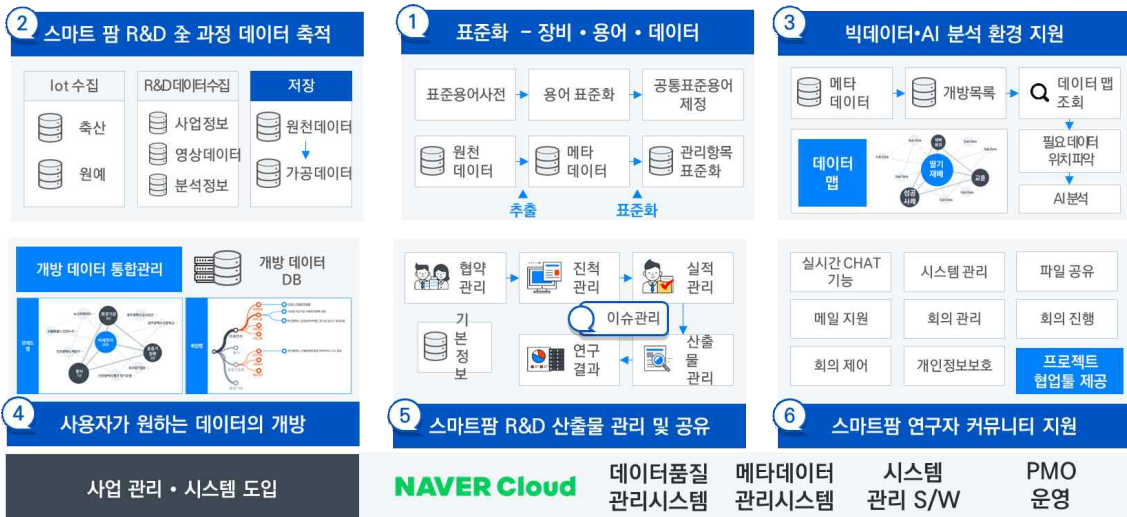 2
스마트 팜 R&D 全 과정 데이터 축적
Iot 수집
R&D데이터수집
저장
축산
원예
사업정보
영상데이터
분석정보
원천데이터
가공데이터
1
표준화 - 장비・용어・데이터
표준용어사전
용어 표준화
공통표준용어
제정
원천
데이터
메타
데이터
관리항목
표준화
추출
표준화
3
빅데이터•AI 분석 환경 지원
메타
데이터
개방목록
데이터 맵
조회
데이터
맵
딸기
재배
교훈
성공
사례
필요 데이터
위치파악
AI 분석
개방 데이터 통합관리
개방 데이터
DB
4
사용자가 원하는 데이터의 개방
협약
관리
진척
관리
실적
관리
이슈관리
기
본
정
보
연구
결과
산출
물
관리
5
스마트팜 R&D 산출물 관리 및 공유
실시간 CHAT
기능
시스템 관리
파일 공유
메일 지원
회의 관리
회의 진행
회의 제어
개인정보보호
프로젝트
협업툴 제공
6
스마트팜 연구자 커뮤니티 지원
사업 관리・시스템 도입
NAVER Cloud
데이터품질
관리시스템
메타데이터
관리시스템
시스템
관리 S/W
PMO
운영